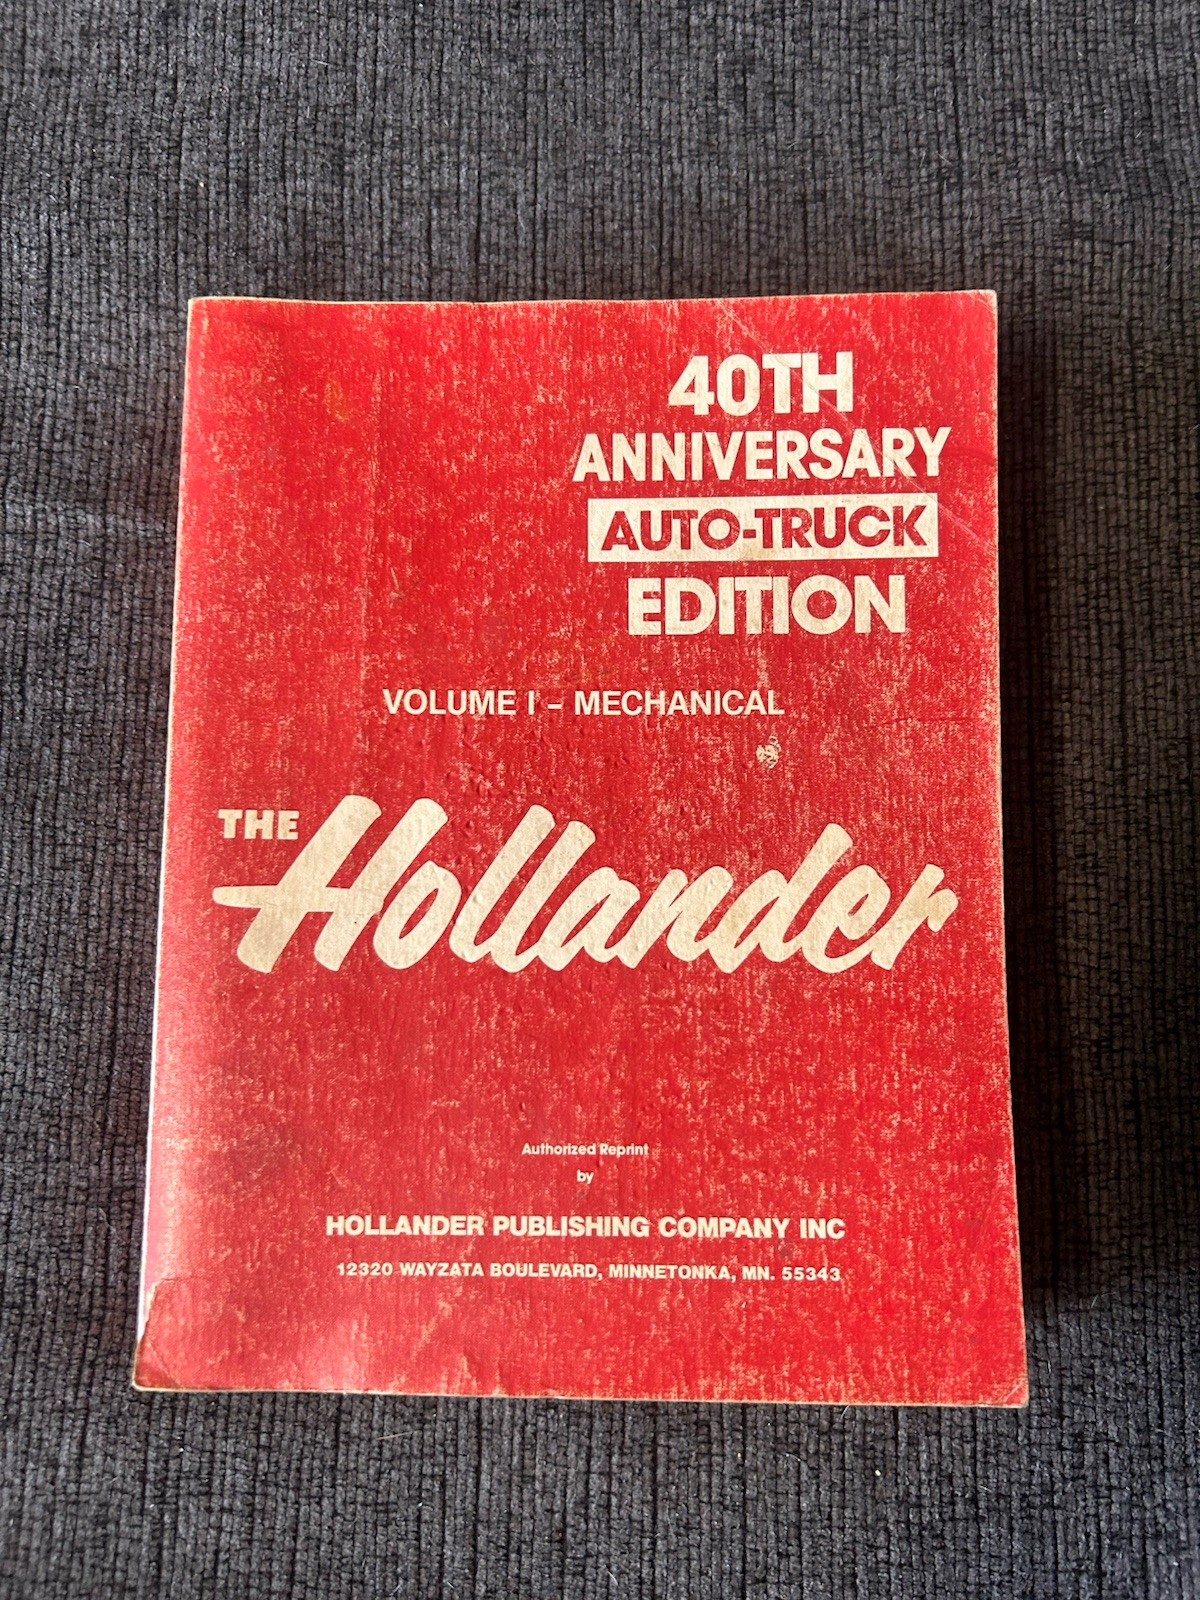 40TH
ANNIVERSARY
AUTO-TRUCK
EDITION
VOLUME I - MECHANICAL
THE Hollander
Authorized Reprint
by
HOLLANDER PUBLISHING COMPANY INC
12320 WAYZATA BOULEVARD, MINNETONKA, MN. 55343